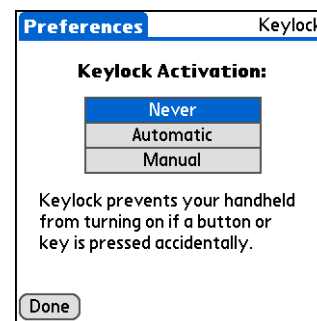 Preferences Keylock
Keylock Activation:
Never
Automatic
Manual
Keylock prevents your handheld
from turning on if a button or
key is pressed accidentally.
Done